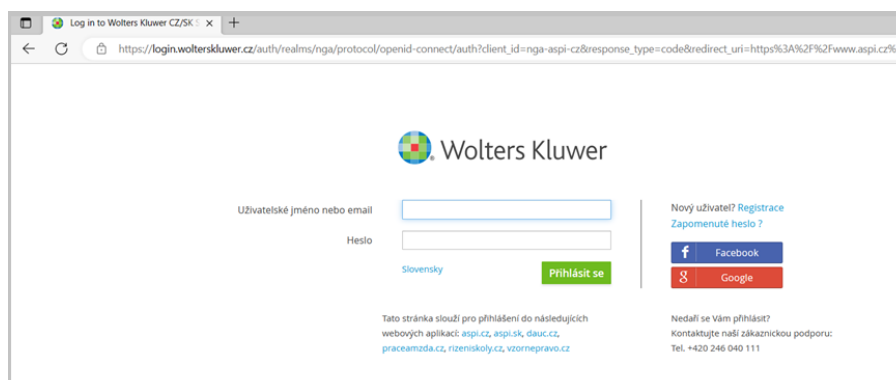 Log in to Wolters Kluwer CZ/SK S
https://login.wolterskluwer.cz/auth/realms/nga/protocol/openid-connect/auth?client_id=nga-aspi-cz&response_type=code&redirect_uri=https%3A%2F%2Fwww.aspi.cz%
Wolters Kluwer
Uživatelské jméno nebo email
Heslo
Slovensky
Přihlásit se
Nový uživatel? Registrace
Zapomenuté heslo ?
f Facebook
g Google
Tato stránka slouží pro přihlášení do následujících
webových aplikací: aspi.cz, aspi.sk, dauc.cz,
praceamzda.cz, rizeniskoly.cz, vzornepravo.cz
Nedaří se Vám přihlásit?
Kontaktujte naší zákaznickou podporu:
Tel. +420 246 040 111